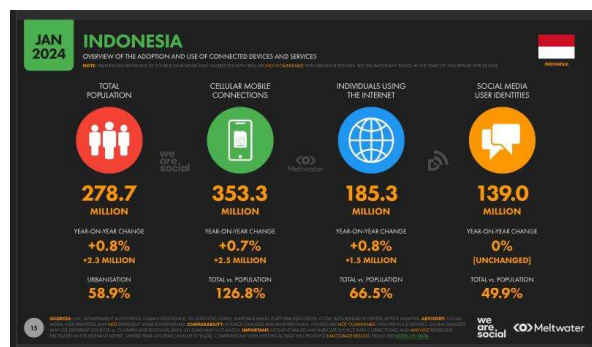 JAN
2024
INDONESIA
OVERVIEW OF THE ADOPTION AND USE OF CONNECTED DEVICES AND SERVICES
INDONESIA
TOTAL
POPULATION
278.7
MILLION
YEAR-ON-YEAR CHANGE
+0.8%
+2.3 MILLION
URBANISATION
58.9%
CELLULAR MOBILE
CONNECTIONS
353.3
MILLION
YEAR-ON-YEAR CHANGE
+0.7%
+2.5 MILLION
TOTAL vs. POPULATION
126.8%
INDIVIDUALS USING
THE INTERNET
185.3
MILLION
YEAR-ON-YEAR CHANGE
+0.8%
+1.5 MILLION
TOTAL vs. POPULATION
66.5%
SOCIAL MEDIA
USER IDENTITIES
139.0
MILLION
YEAR-ON-YEAR CHANGE
0%
[UNCHANGED]
TOTAL vs. POPULATION
49.9%
we
are
social
Meltwater
15
we
are
social
Meltwater